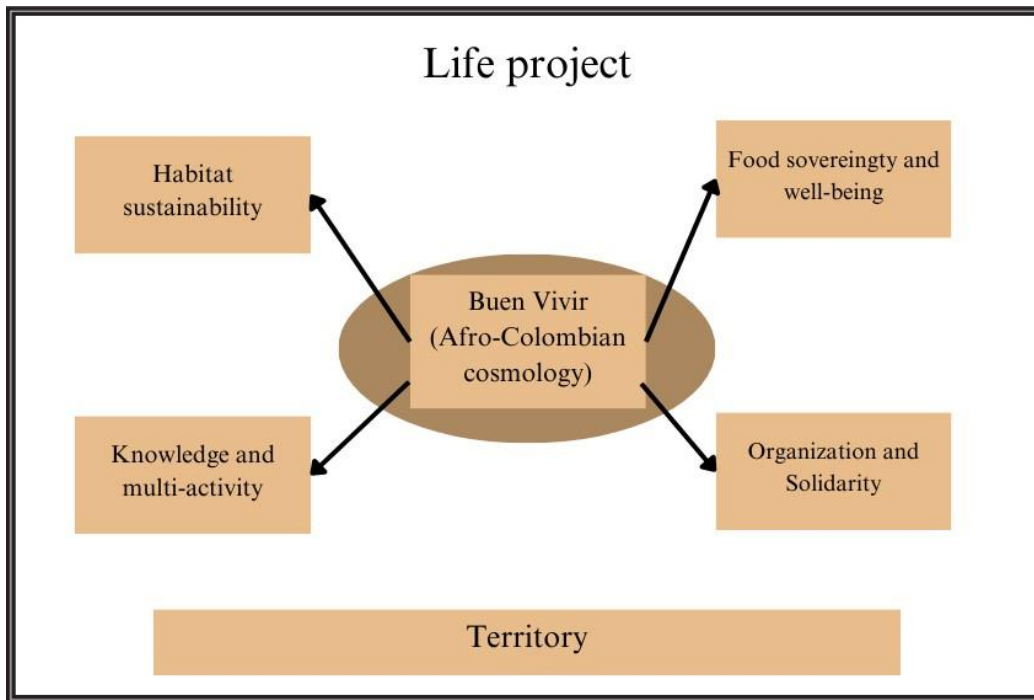 Life project
Habitat
sustainability
Food sovereingty and
well-being
Buen Vivir
(Afro-Colombian
cosmology)
Knowledge and
multi-activity
Organization and
Solidarity
Territory